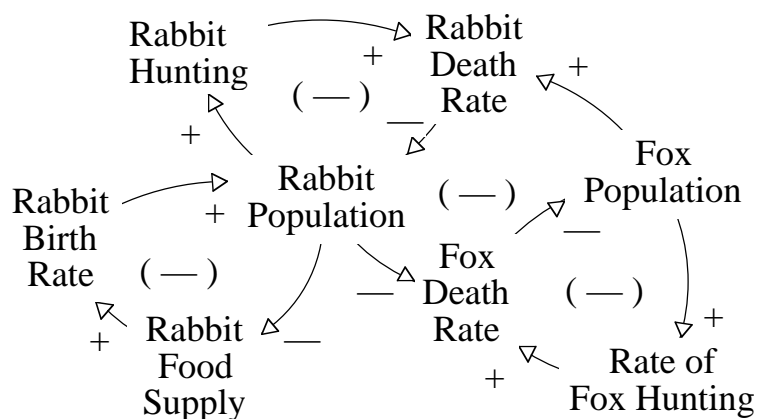 Rabbit
Hunting
+
Rabbit
Death
Rate
+
+
( — )
—
+
Rabbit
Population
Fox
Population
Rabbit
Birth
Rate
+
( — )
—
( — )
—
Fox
Death
Rate
( — )
+
Rabbit
Food
Supply
—
+
Rate of
Fox Hunting
+